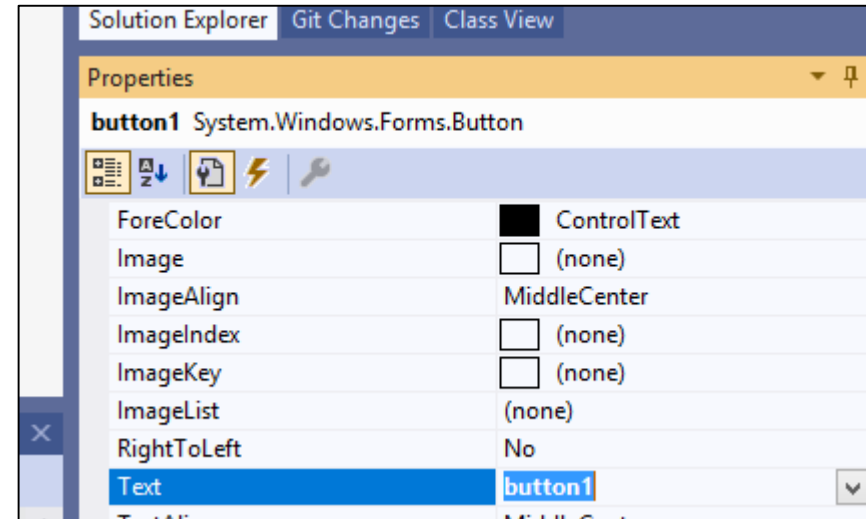 Solution Explorer Git Changes Class View
Properties
button1 System.Windows.Forms.Button
ForeColor ControlText
Image (none)
ImageAlign MiddleCenter
ImageIndex (none)
ImageKey (none)
ImageList (none)
RightToLeft No
Text button1